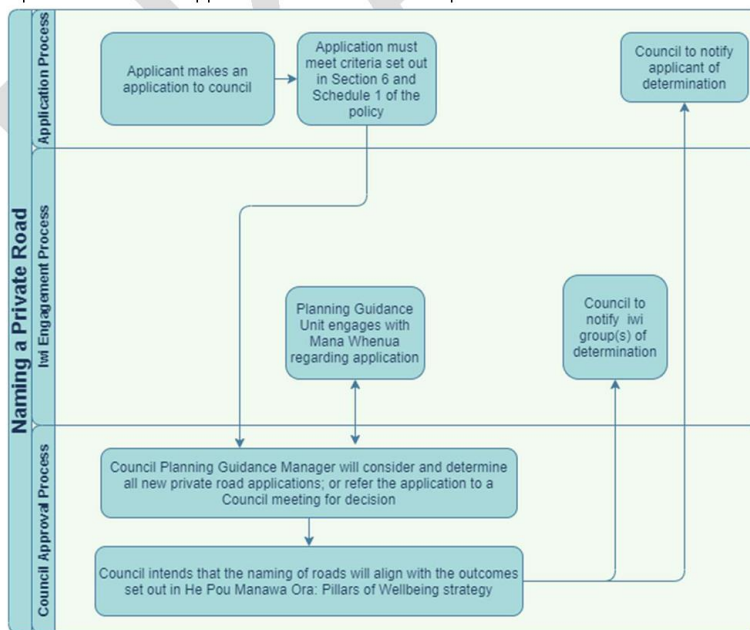 Naming a Private Road
Application Process
Applicant makes an
application to council
Application must
meet criteria set out
in Section 6 and
Schedule 1 of the
policy
Council to notify
applicant of
determination
Iwi Engagement Process
Planning Guidance
Unit engages with
Mana Whenua
regarding application
Council to
notify iwi
group(s) of
determination
Council Approval Process
Council Planning Guidance Manager will consider and determine
all new private road applications; or refer the application to a
Council meeting for decision
Council intends that the naming of roads will align with the outcomes
set out in He Pou Manawa Ora: Pillars of Wellbeing strategy